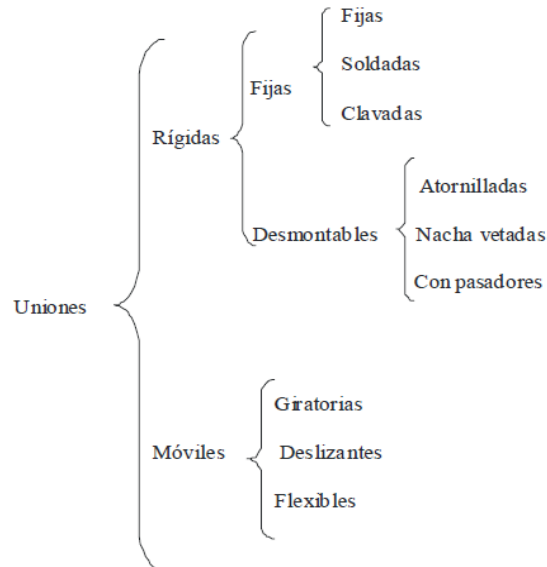 Uniones
Rígidas
Fijas
Fijas
Soldadas
Clavadas
Desmontables
Atornilladas
Nacha vetadas
Con pasadores
Móviles
Giratorias
Deslizantes
Flexibles